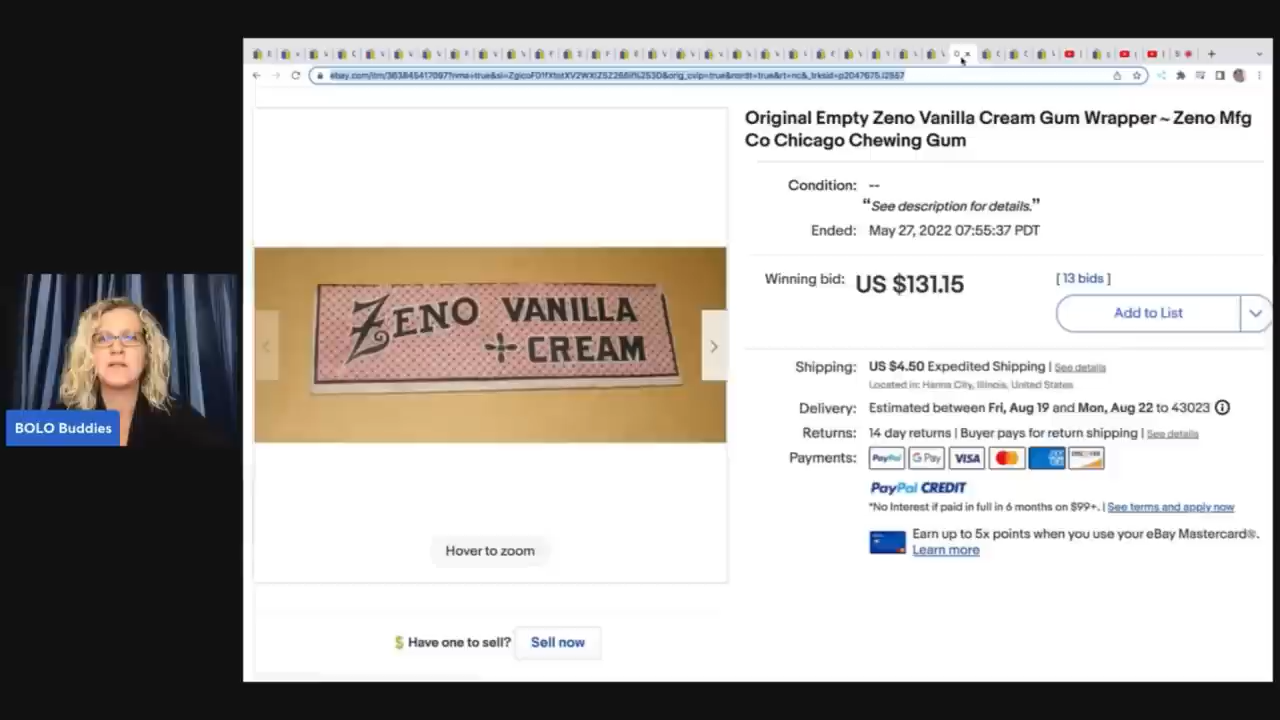 Original Empty Zeno Vanilla Cream Gum Wrapper ~ Zeno Mfg
Co Chicago Chewing Gum
Condition: --
“See description for details.”
Ended: May 27, 2022 07:55:37 PDT
Winning bid: US $131.15 [ 13 bids ]
Add to List
ZENO VANILLA
CREAM
Shipping: US $4.50 Expedited Shipping | See details
Located in: Hanna City, Illinois, United States
Delivery: Estimated between Fri, Aug 19 and Mon, Aug 22 to 43023
Returns: 14 day returns | Buyer pays for return shipping | See details
Payments: PayPal G Pay VISA
PayPal CREDIT
*No Interest if paid in full in 6 months on $99+. | See terms and apply now
Earn up to 5x points when you use your eBay Mastercard®.
Learn more
Hover to zoom
$ Have one to sell? Sell now
BOLO Buddies